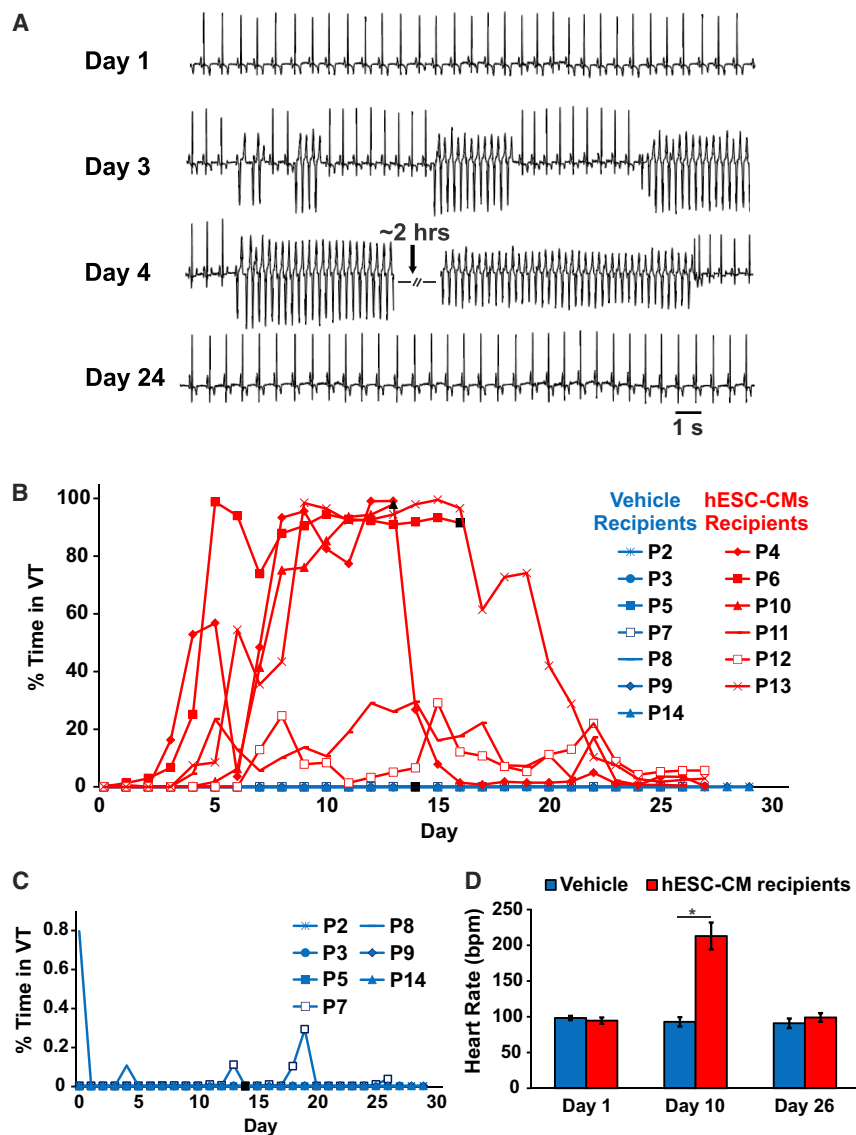 A
Day 1
Day 3
~2 hrs
Day 4
Day 24
1 s
B
% Time in VT
100
80
60
40
20
0
0 5 10 15 20 25 30
Day
Vehicle hESC-CMs
Recipients Recipients
P2 P4
P3 P6
P5 P10
P7 P11
P8 P12
P9 P13
P14
C
% Time in VT
0.8
0.6
0.4
0.2
0
0 5 10 15 20 25 30
Day
P2 P8
P3 P9
P5 P14
P7
D
Vehicle hESC-CM recipients
Heart Rate (bpm)
250
200
150
100
50
0
*
Day 1 Day 10 Day 26